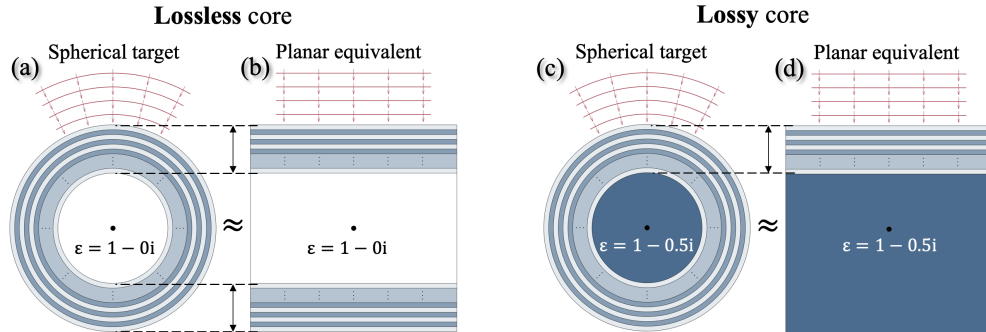 Lossless core
Lossy core
Spherical target
Planar equivalent
Spherical target
Planar equivalent
(a)
(b)
(c)
(d)
≈
≈
ε = 1 − 0i
ε = 1 − 0i
ε = 1 − 0.5i
ε = 1 − 0.5i